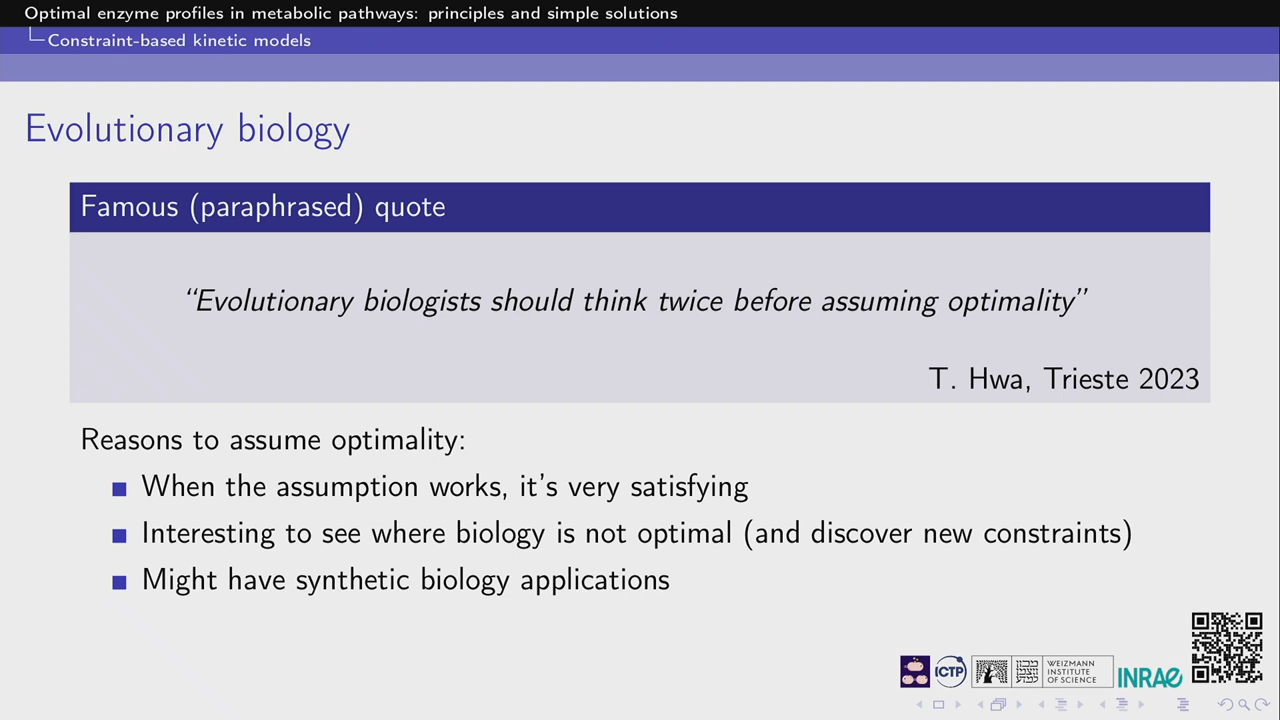 Optimal enzyme profiles in metabolic pathways: principles and simple solutions
Constraint-based kinetic models
Evolutionary biology
Famous (paraphrased) quote
“Evolutionary biologists should think twice before assuming optimality”
T. Hwa, Trieste 2023
Reasons to assume optimality:
When the assumption works, it’s very satisfying
Interesting to see where biology is not optimal (and discover new constraints)
Might have synthetic biology applications
ICTP
WEIZMANN
INSTITUTE
OF SCIENCE
INRAE